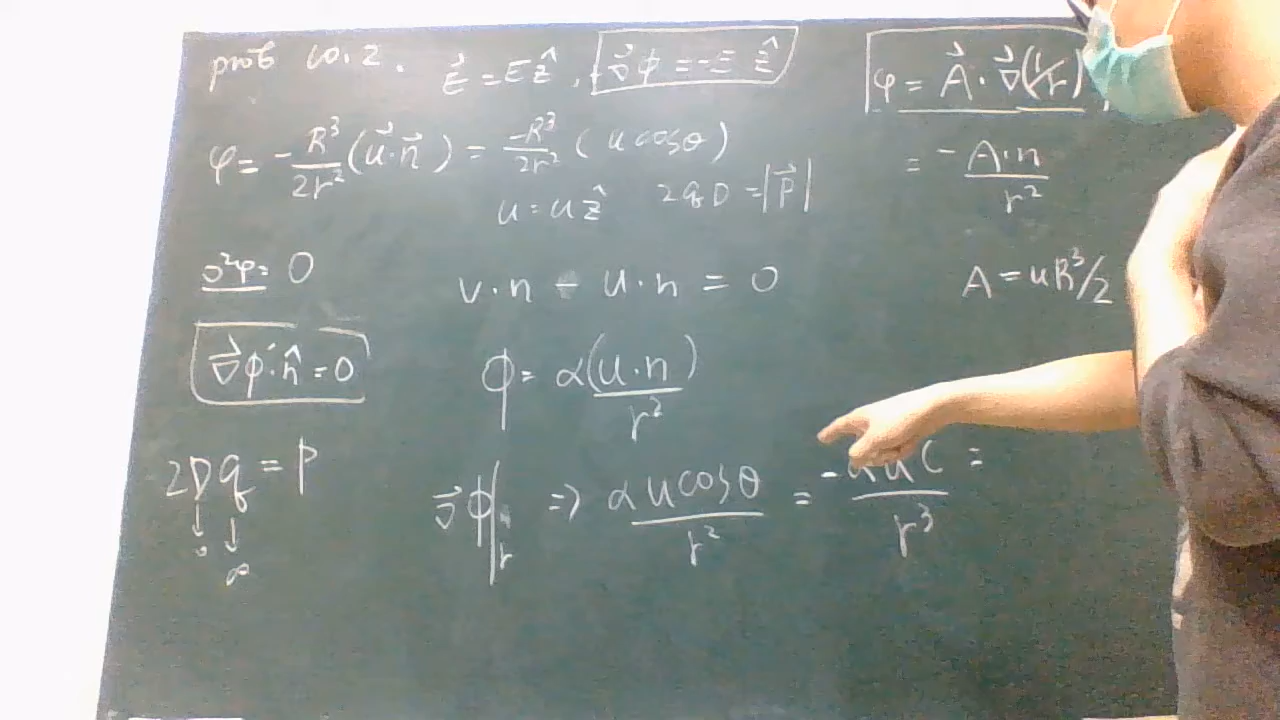 prob 10.2. E⃗ = E ẑ, -∇⃗ϕ = -E ẑ
φ = A⃗ · ∇⃗(1/r)
φ = -R³/2r² (u⃗·n⃗) = -R³/2r² (u cosθ)
= -A·n/r²
u = u ẑ 2qD = |P⃗|
∇²φ = 0
v·n - u·n = 0
A = uR³/2
∇⃗ϕ·n̂ = 0
ϕ = α(u·n)/r²
2Dq = P
↓ ↓
0 ∞
∇⃗ϕ|r => α u cosθ/r² = /r³ =